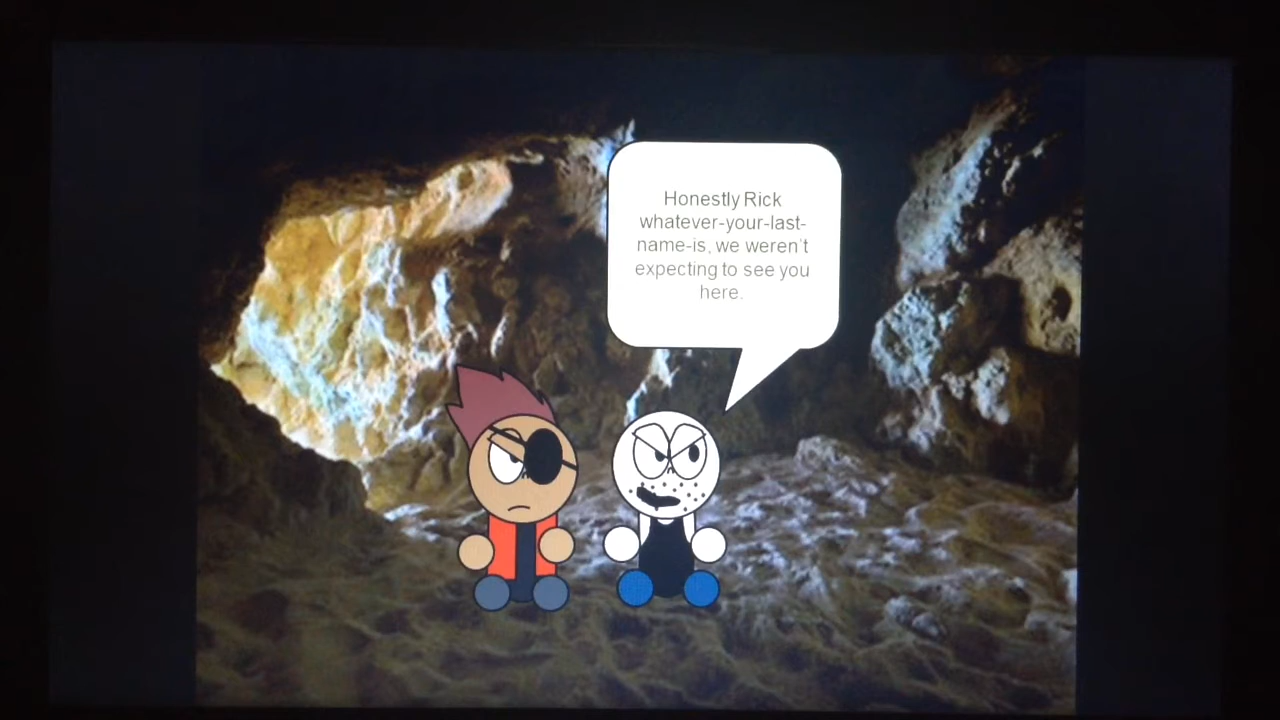 Honestly Rick
whatever-your-last-
name-is, we weren't
expecting to see you
here.